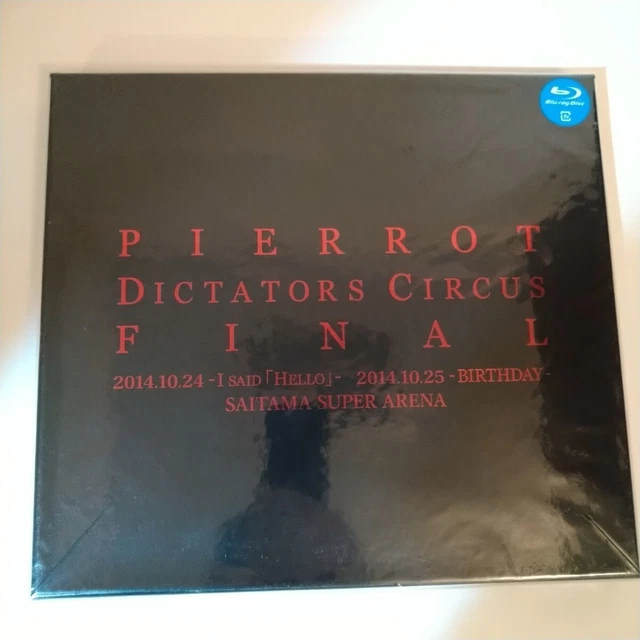 Blu-ray Disc
PIERROT
DICTATORS CIRCUS
FINAL
2014.10.24 -I SAID「HELLO」- 2014.10.25 -BIRTHDAY-
SAITAMA SUPER ARENA